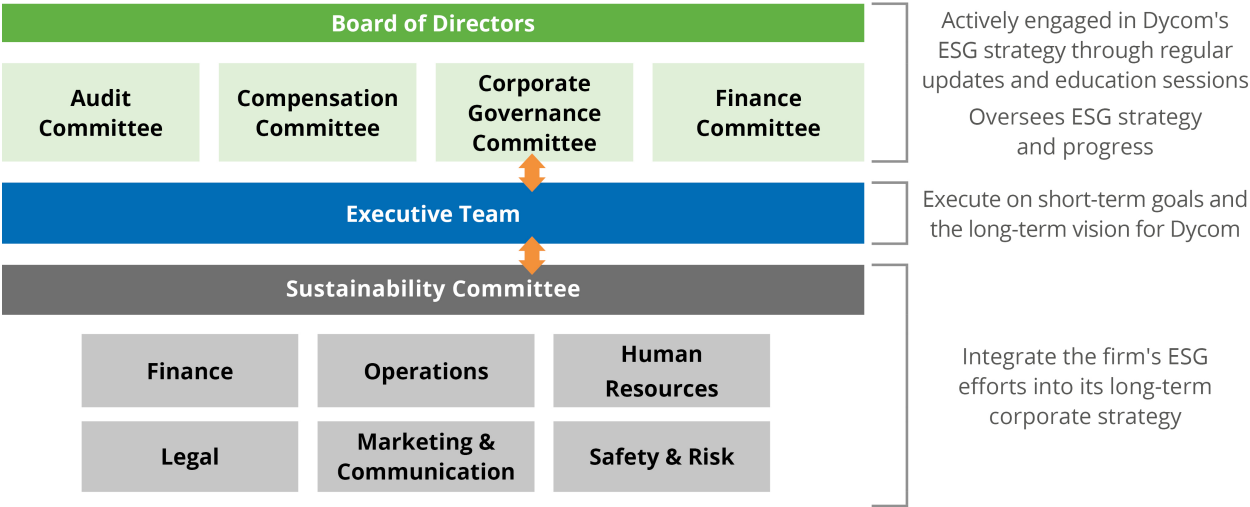 Board of Directors
Actively engaged in Dycom's
ESG strategy through regular
updates and education sessions
Oversees ESG strategy
and progress
Audit
Committee
Compensation
Committee
Corporate
Governance
Committee
Finance
Committee
Executive Team
Execute on short-term goals and
the long-term vision for Dycom
Sustainability Committee
Finance
Operations
Human
Resources
Legal
Marketing &
Communication
Safety & Risk
Integrate the firm's ESG
efforts into its long-term
corporate strategy